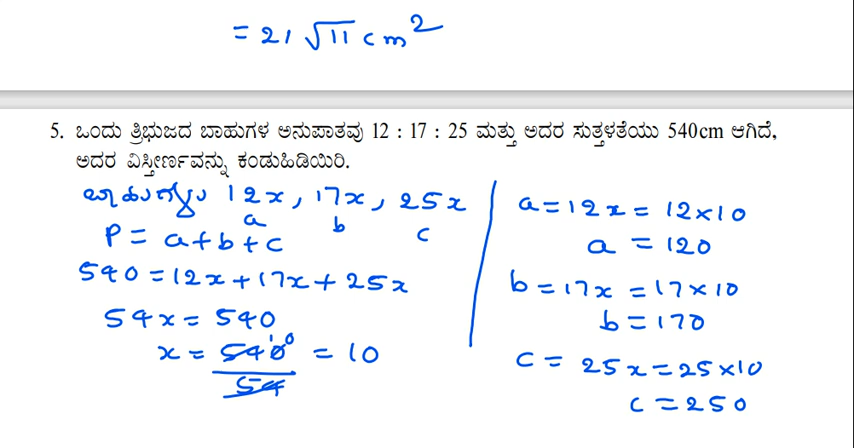 = 21 √11 cm²
5. ಒಂದು ತ್ರಿಭುಜದ ಬಾಹುಗಳ ಅನುಪಾತವು 12 : 17 : 25 ಮತ್ತು ಅದರ ಸುತ್ತಳತೆಯು 540cm ಆಗಿದೆ,
ಅದರ ವಿಸ್ತೀರ್ಣವನ್ನು ಕಂಡುಹಿಡಿಯಿರಿ.
ಬಾಹುಗಳು 12x, 17x, 25x
a b c
P = a+b+c
540 = 12x+17x+25x
54x = 540
x = 540/54 = 10
a = 12x = 12×10
a = 120
b = 17x = 17×10
b = 170
c = 25x = 25×10
c = 250